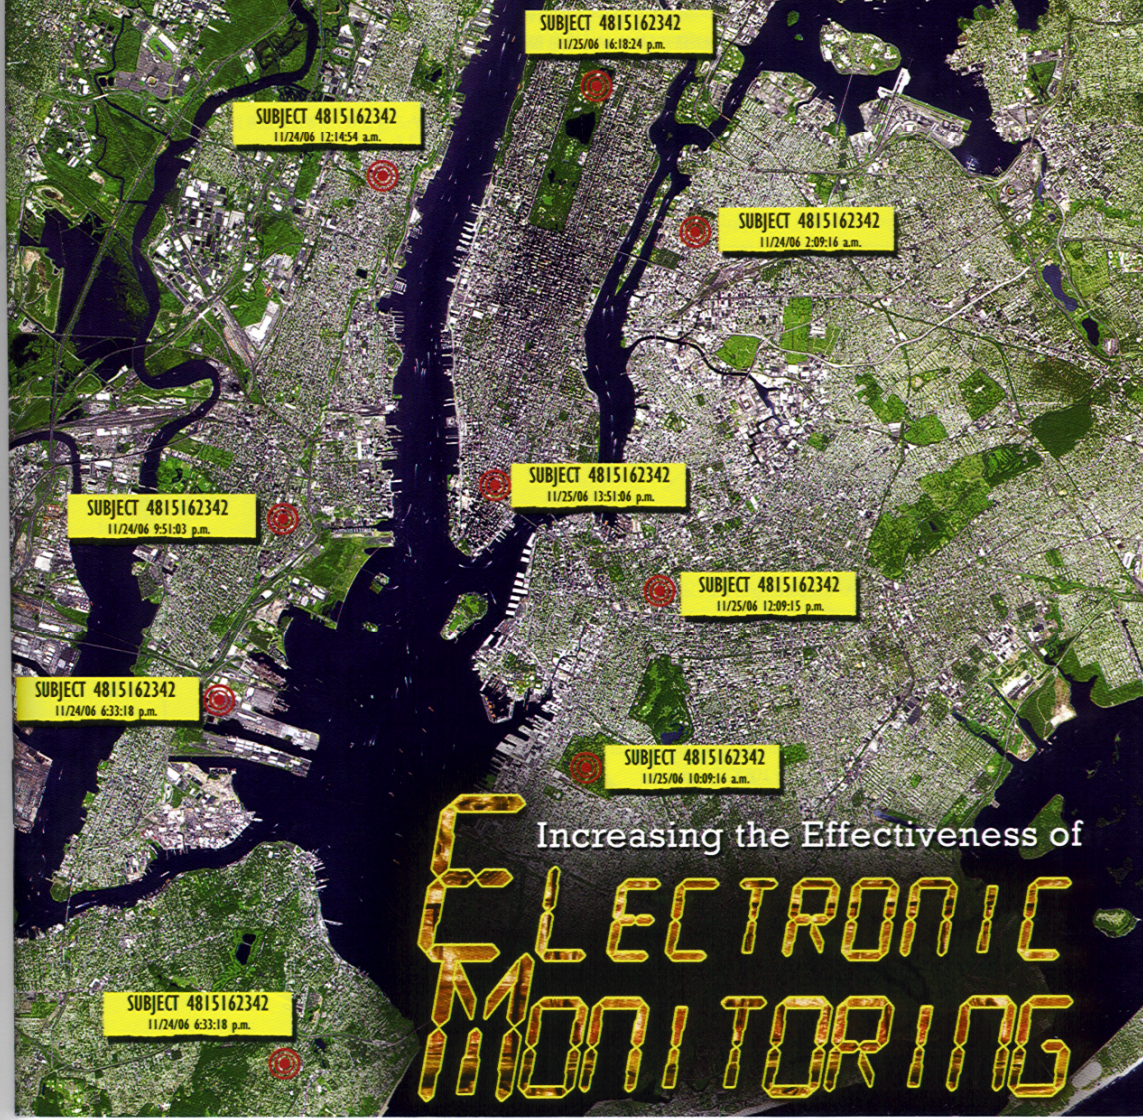 SUBJECT 4815162342
11/25/06 16:18:24 p.m.
SUBJECT 4815162342
11/24/06 12:14:54 a.m.
SUBJECT 4815162342
11/24/06 2:09:16 a.m.
SUBJECT 4815162342
11/25/06 13:51:06 p.m.
SUBJECT 4815162342
11/24/06 9:51:03 p.m.
SUBJECT 4815162342
11/25/06 12:09:15 p.m.
SUBJECT 4815162342
11/24/06 6:33:18 p.m.
SUBJECT 4815162342
11/25/06 10:09:16 a.m.
Increasing the Effectiveness of
ELECTRONIC
MONITORING
SUBJECT 4815162342
11/24/06 6:33:18 p.m.